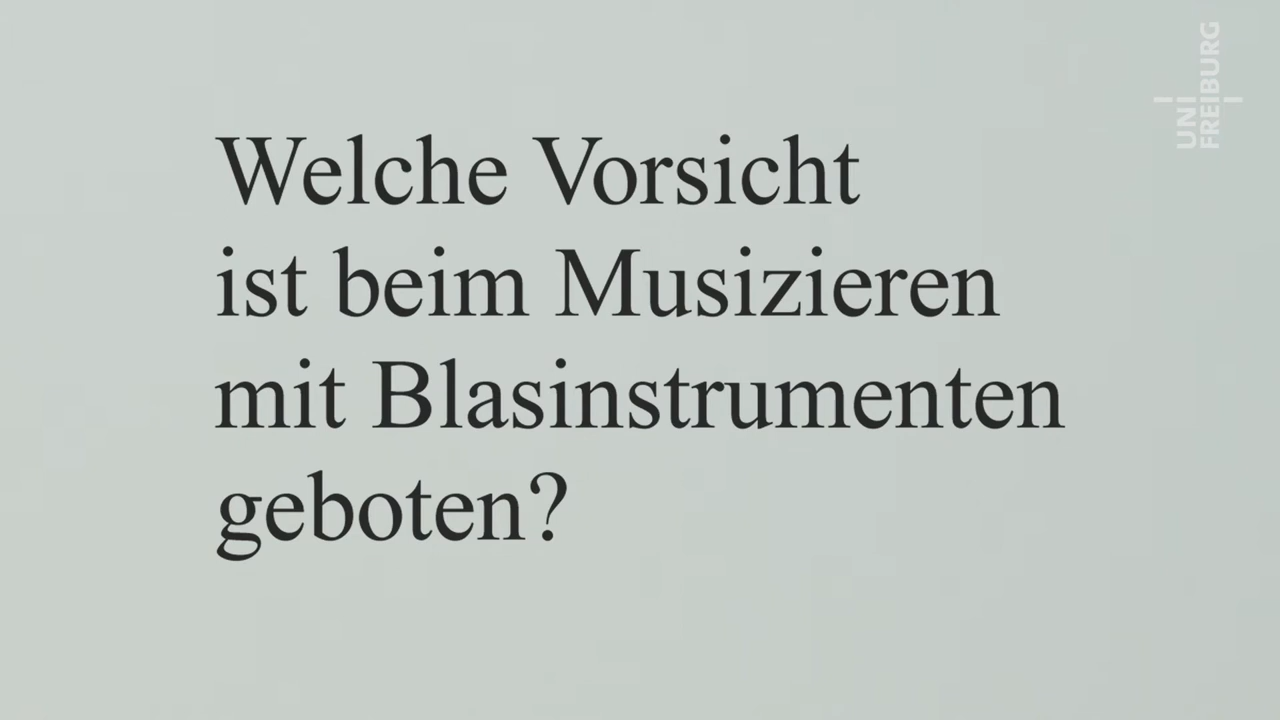 Welche Vorsicht
ist beim Musizieren
mit Blasinstrumenten
geboten?
UNI
FREIBURG